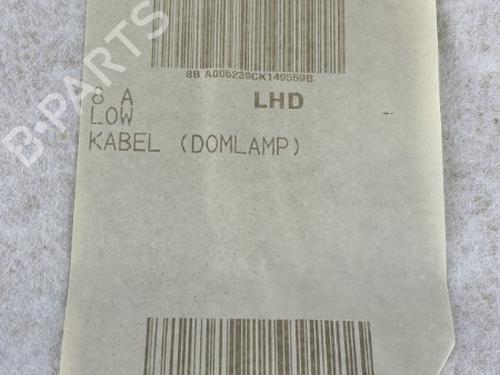 B-PARTS
8B A005239CK149559B
8 A LHD
LOW -
KABEL (DOMLAMP)